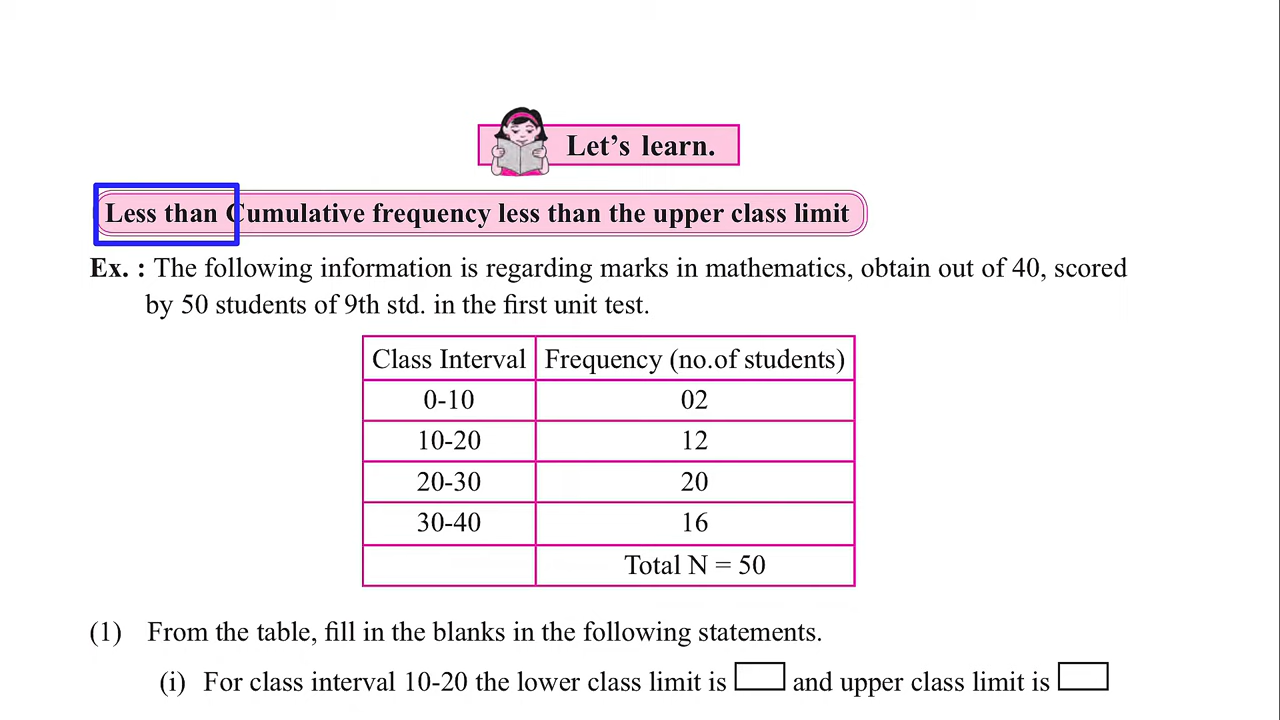 Let's learn.
Less than Cumulative frequency less than the upper class limit
Ex. : The following information is regarding marks in mathematics, obtain out of 40, scored
by 50 students of 9th std. in the first unit test.
Class Interval Frequency (no.of students)
0-10 02
10-20 12
20-30 20
30-40 16
Total N = 50
(1) From the table, fill in the blanks in the following statements.
(i) For class interval 10-20 the lower class limit is and upper class limit is